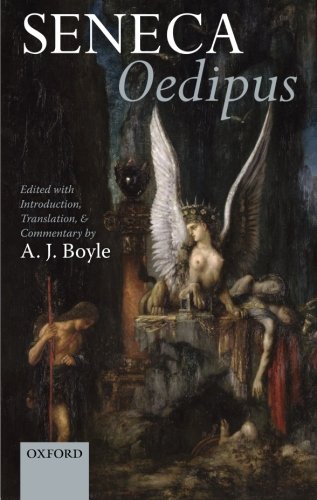 SENECA
Oedipus
Edited with
Introduction,
Translation, &
Commentary by
A. J. Boyle
OXFORD